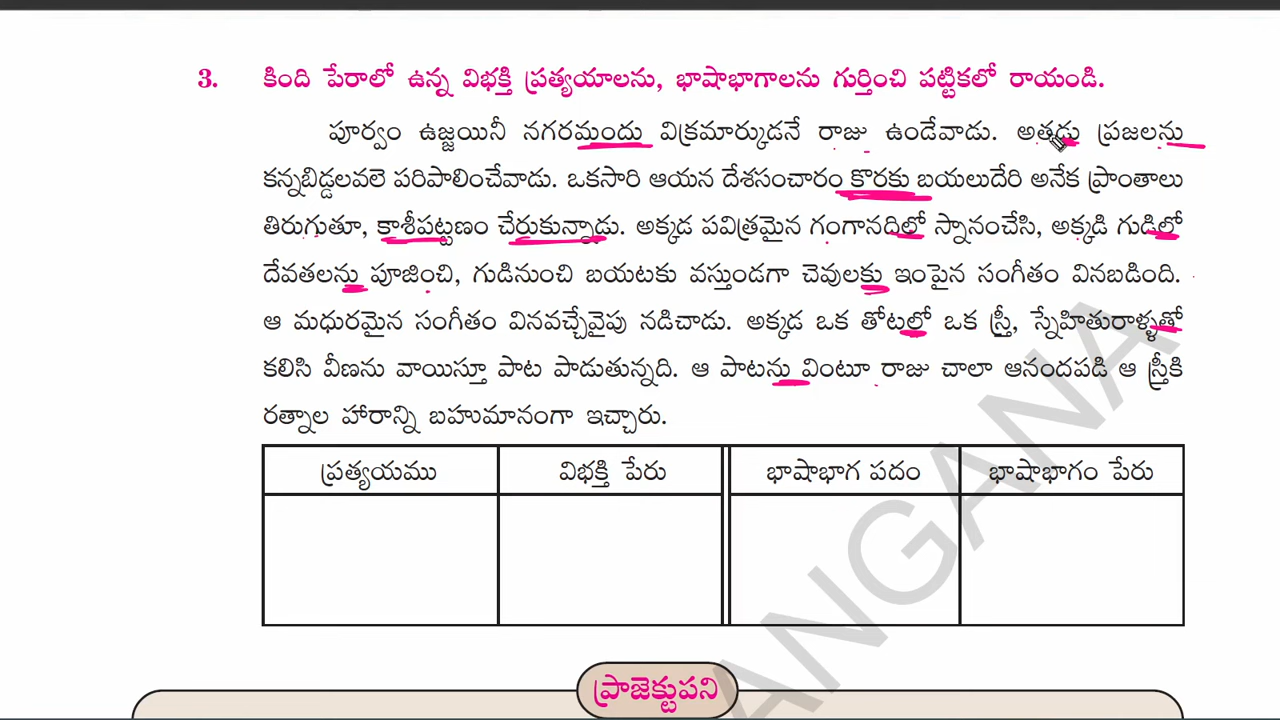 3. కింది పేరాలో ఉన్న విభక్తి ప్రత్యయాలను, భాషాభాగాలను గుర్తించి పట్టికలో రాయండి.
పూర్వం ఉజ్జయినీ నగరమందు విక్రమార్కుడనే రాజు ఉండేవాడు. అతడు ప్రజలను
కన్నబిడ్డలవలె పరిపాలించేవాడు. ఒకసారి ఆయన దేశసంచారం కొరకు బయలుదేరి అనేక ప్రాంతాలు
తిరుగుతూ, కాశీపట్టణం చేరుకున్నాడు. అక్కడ పవిత్రమైన గంగానదిలో స్నానంచేసి, అక్కడి గుడిలో
దేవతలను పూజించి, గుడినుంచి బయటకు వస్తుండగా చెవులకు ఇంపైన సంగీతం వినబడింది.
ఆ మధురమైన సంగీతం వినవచ్చేవైపు నడిచాడు. అక్కడ ఒక తోటలో ఒక స్త్రీ, స్నేహితురాళ్ళతో
కలిసి వీణను వాయిస్తూ పాట పాడుతున్నది. ఆ పాటను వింటూ రాజు చాలా ఆనందపడి ఆ స్త్రీకి
రత్నాల హారాన్ని బహుమానంగా ఇచ్చారు.
ప్రత్యయము విభక్తి పేరు భాషాభాగ పదం భాషాభాగం పేరు
ANGANA
ప్రాజెక్టుపని